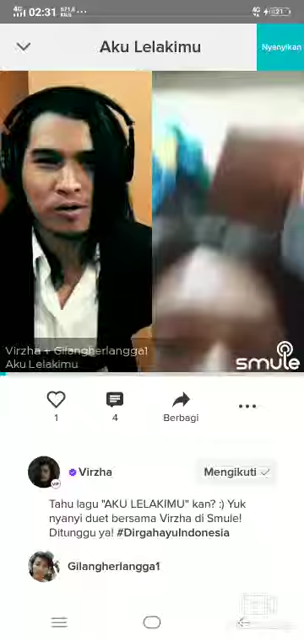 02:31
Aku Lelakimu
Nyanyikan
Virzha + Gilangherlangga1
Aku Lelakimu
smule
1
4
Berbagi
Virzha
Mengikuti
Tahu lagu "AKU LELAKIMU" kan? :) Yuk
nyanyi duet bersama Virzha di Smule!
Ditunggu ya! #DirgahayuIndonesia
Gilangherlangga1